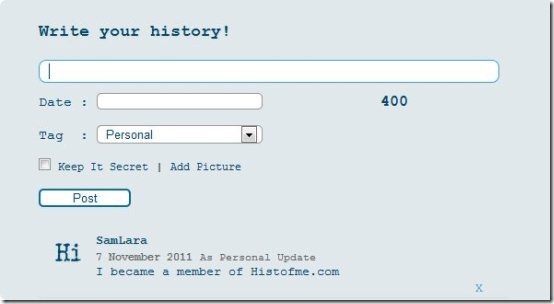 Write your history!
Date :
400
Tag :
Personal
Keep It Secret | Add Picture
Post
Hi
SamLara
7 November 2011 As Personal Update
I became a member of Histofme.com
X